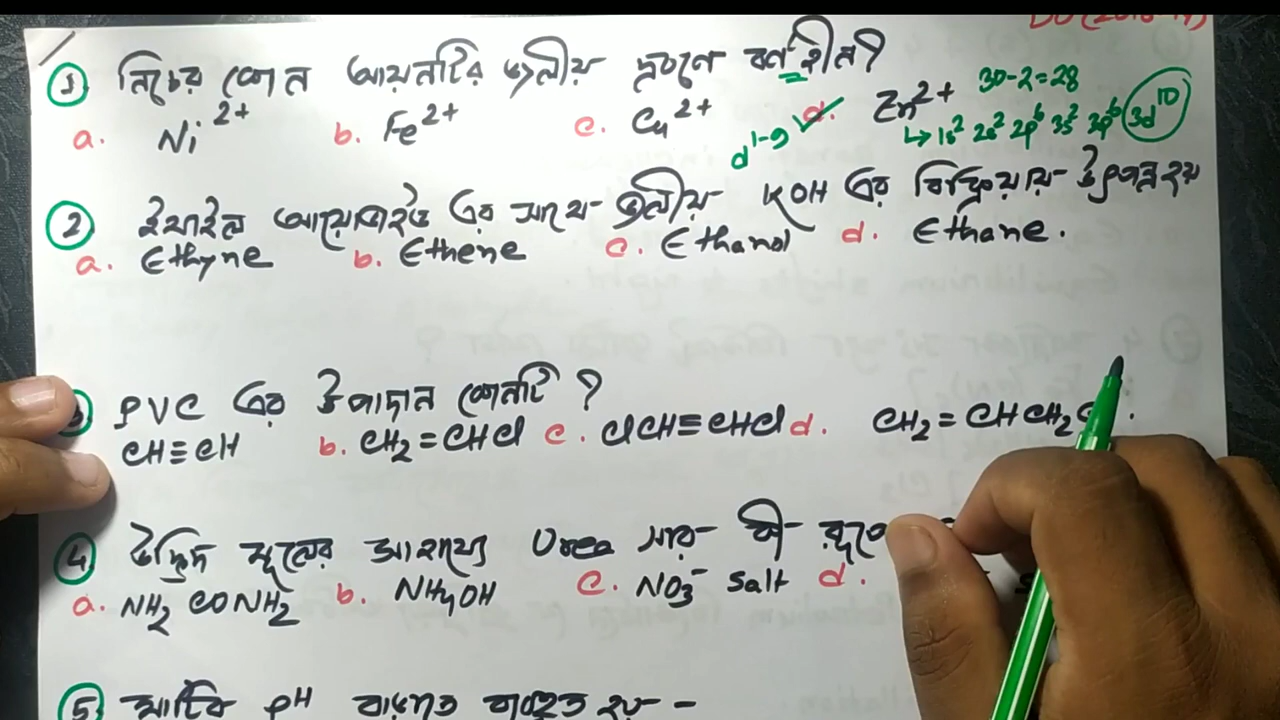 DU (2018-19)
① নিচের কোন আয়নটির জলীয় দ্রবণে বর্ণহীন?
a. Ni²⁺ b. Fe²⁺ c. Cu²⁺ d. Zn²⁺ 30-2=28
d¹⁻⁹ ✓ ↳ 1s² 2s² 2p⁶ 3s² 3p⁶ 3d¹⁰
② ইথাইল আয়োডাইড এর সাথে জলীয় KOH এর বিক্রিয়ায় উৎপন্ন হয়
a. Ethyne b. Ethene c. Ethanol d. Ethane.
③ PVC এর উপাদান কোনটি?
CH≡CH b. CH₂=CHCl c. ClCH≡CHCl d. CH₂=CHCH₂
④ উদ্ভিদ মূলের সাহায্যে Urea সার কী রূপে
a. NH₂CONH₂ b. NH₄OH c. NO₃⁻ salt d.
⑤ মাটির pH বাড়াতে ব্যবহৃত হয় -